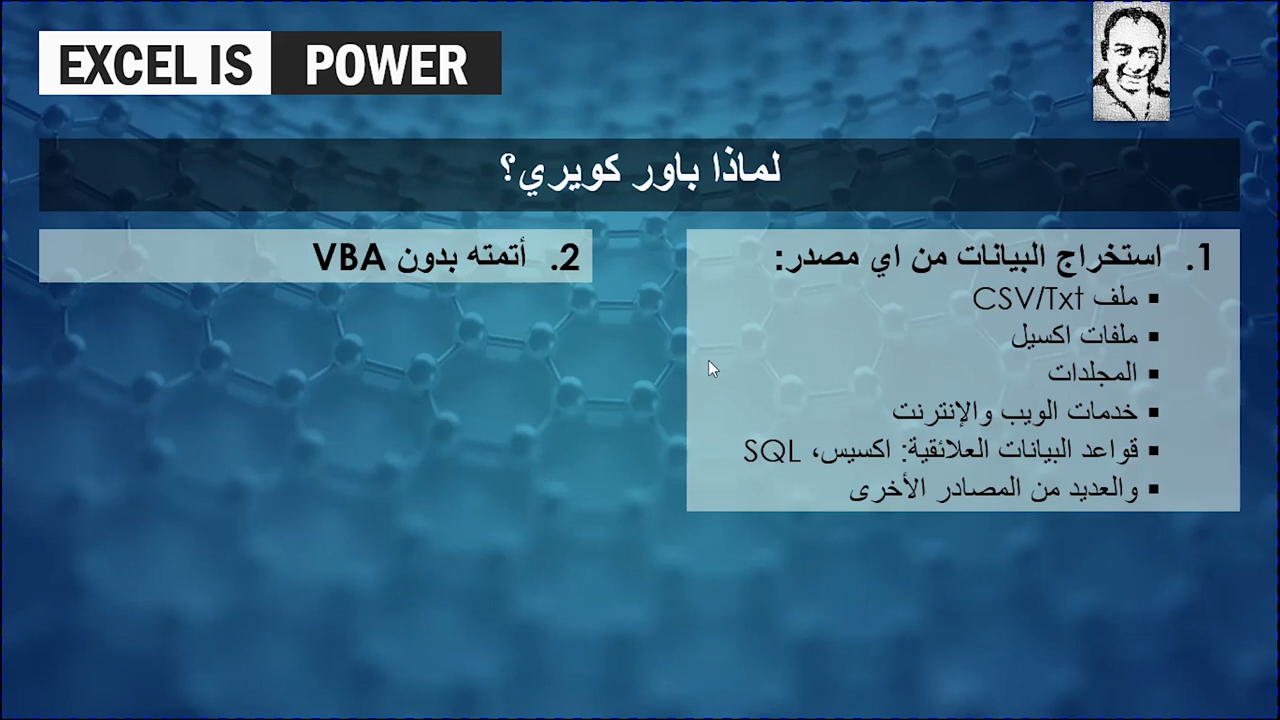 EXCEL IS POWER
لماذا باور كويري؟
1. استخراج البيانات من اي مصدر:
▪ ملف CSV/Txt
▪ ملفات اكسيل
▪ المجلدات
▪ خدمات الويب والإنترنت
▪ قواعد البيانات العلائقية: اكسيس، SQL
▪ والعديد من المصادر الأخرى
2. أتمته بدون VBA